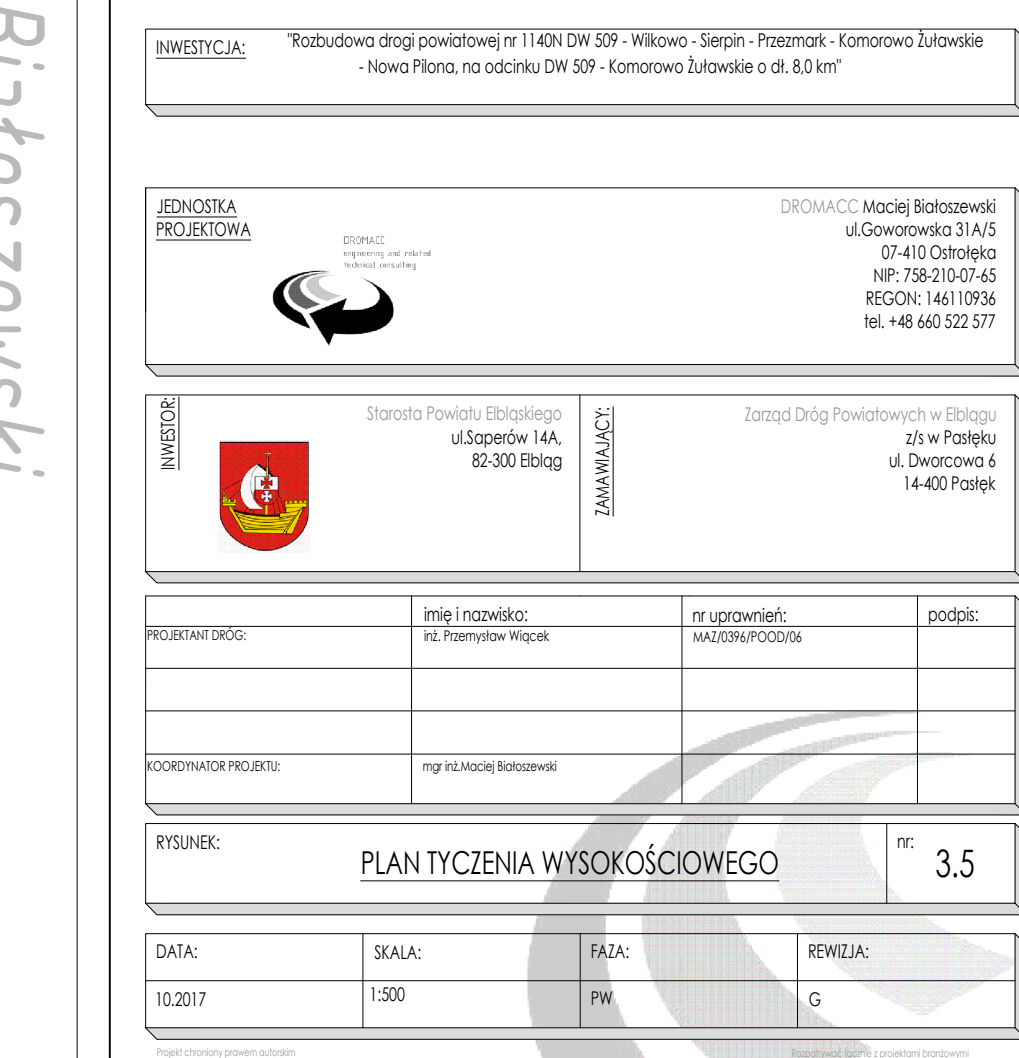 Białoszewski
INWESTYCJA:
"Rozbudowa drogi powiatowej nr 1140N DW 509 - Wilkowo - Sierpin - Przezmark - Komorowo Żuławskie
- Nowa Pilona, na odcinku DW 509 - Komorowo Żuławskie o dł. 8,0 km"
JEDNOSTKA
PROJEKTOWA
DROMACC
engineering and related
technical consulting
DROMACC Maciej Białoszewski
ul.Goworowska 31A/5
07-410 Ostrołęka
NIP: 758-210-07-65
REGON: 146110936
tel. +48 660 522 577
INWESTOR:
Starosta Powiatu Elbląskiego
ul.Saperów 14A,
82-300 Elbląg
ZAMAWIAJĄCY:
Zarząd Dróg Powiatowych w Elblągu
z/s w Pasłęku
ul. Dworcowa 6
14-400 Pasłęk
imię i nazwisko:
nr uprawnień:
podpis:
PROJEKTANT DRÓG:
inż. Przemysław Wiącek
MAZ/0396/POOD/06
KOORDYNATOR PROJEKTU:
mgr inż.Maciej Białoszewski
RYSUNEK:
PLAN TYCZENIA WYSOKOŚCIOWEGO
nr:
3.5
DATA:
SKALA:
FAZA:
REWIZJA:
10.2017
1:500
PW
G
Projekt chroniony prawem autorskim
Rozpatrywać łącznie z projektami branżowymi